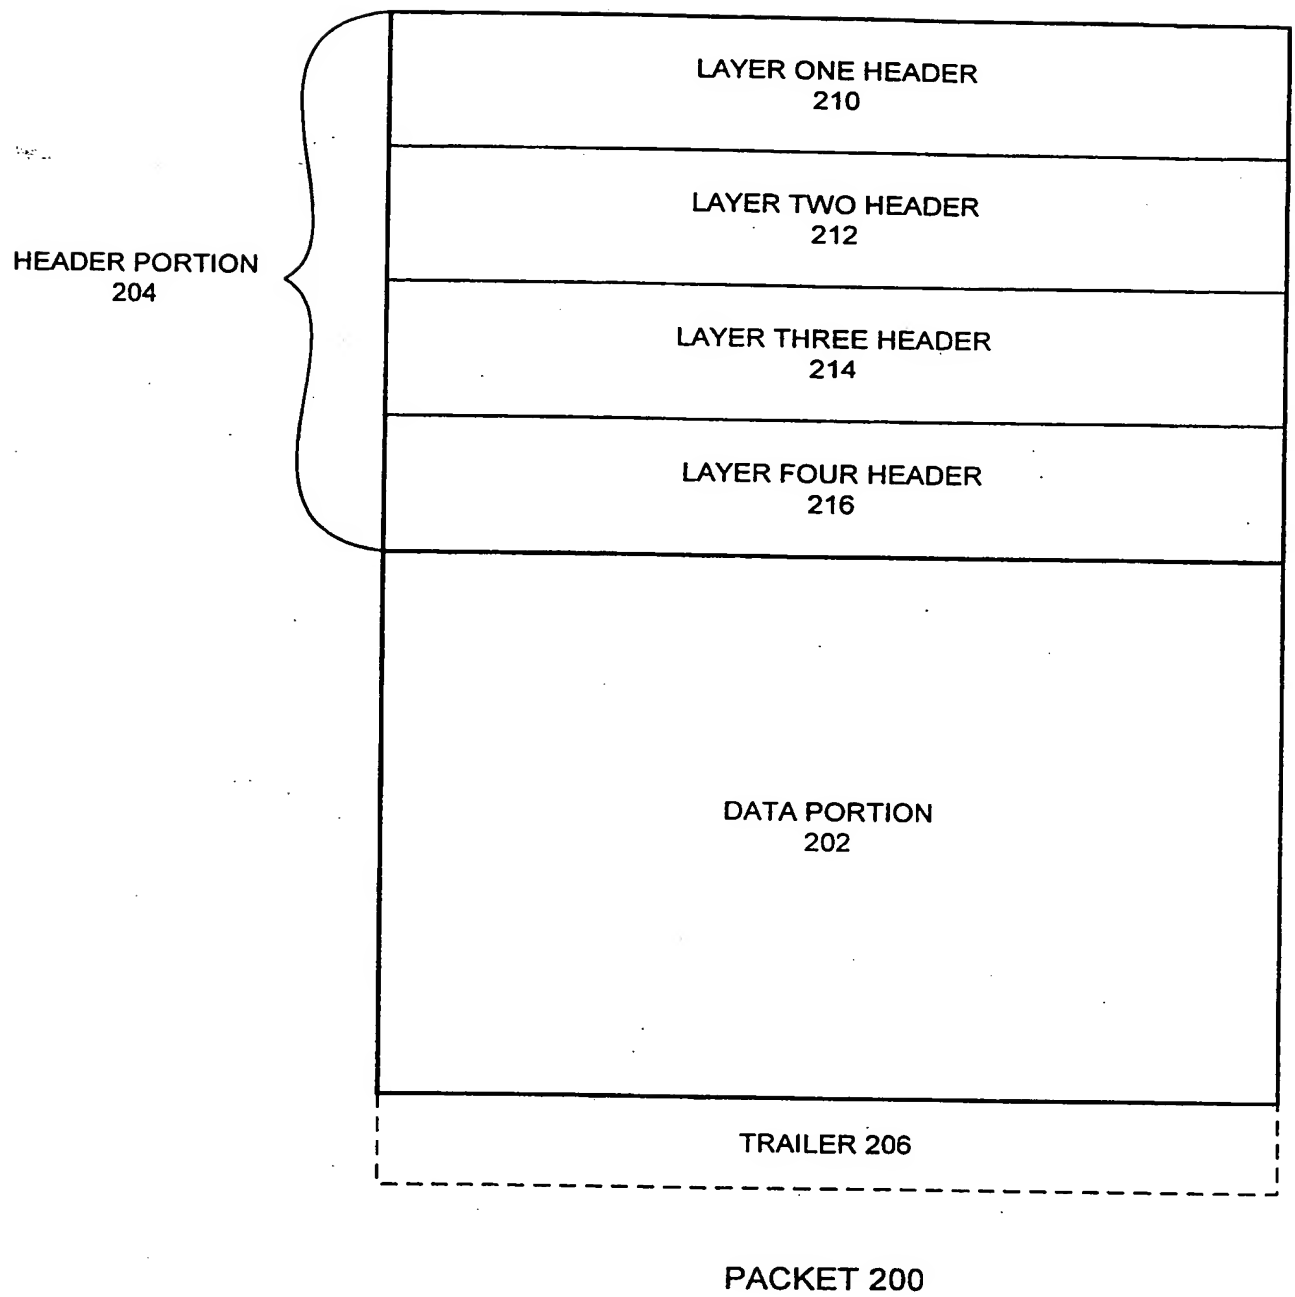 LAYER ONE HEADER
210
LAYER TWO HEADER
212
HEADER PORTION
204
LAYER THREE HEADER
214
LAYER FOUR HEADER
216
DATA PORTION
202
TRAILER 206
PACKET 200